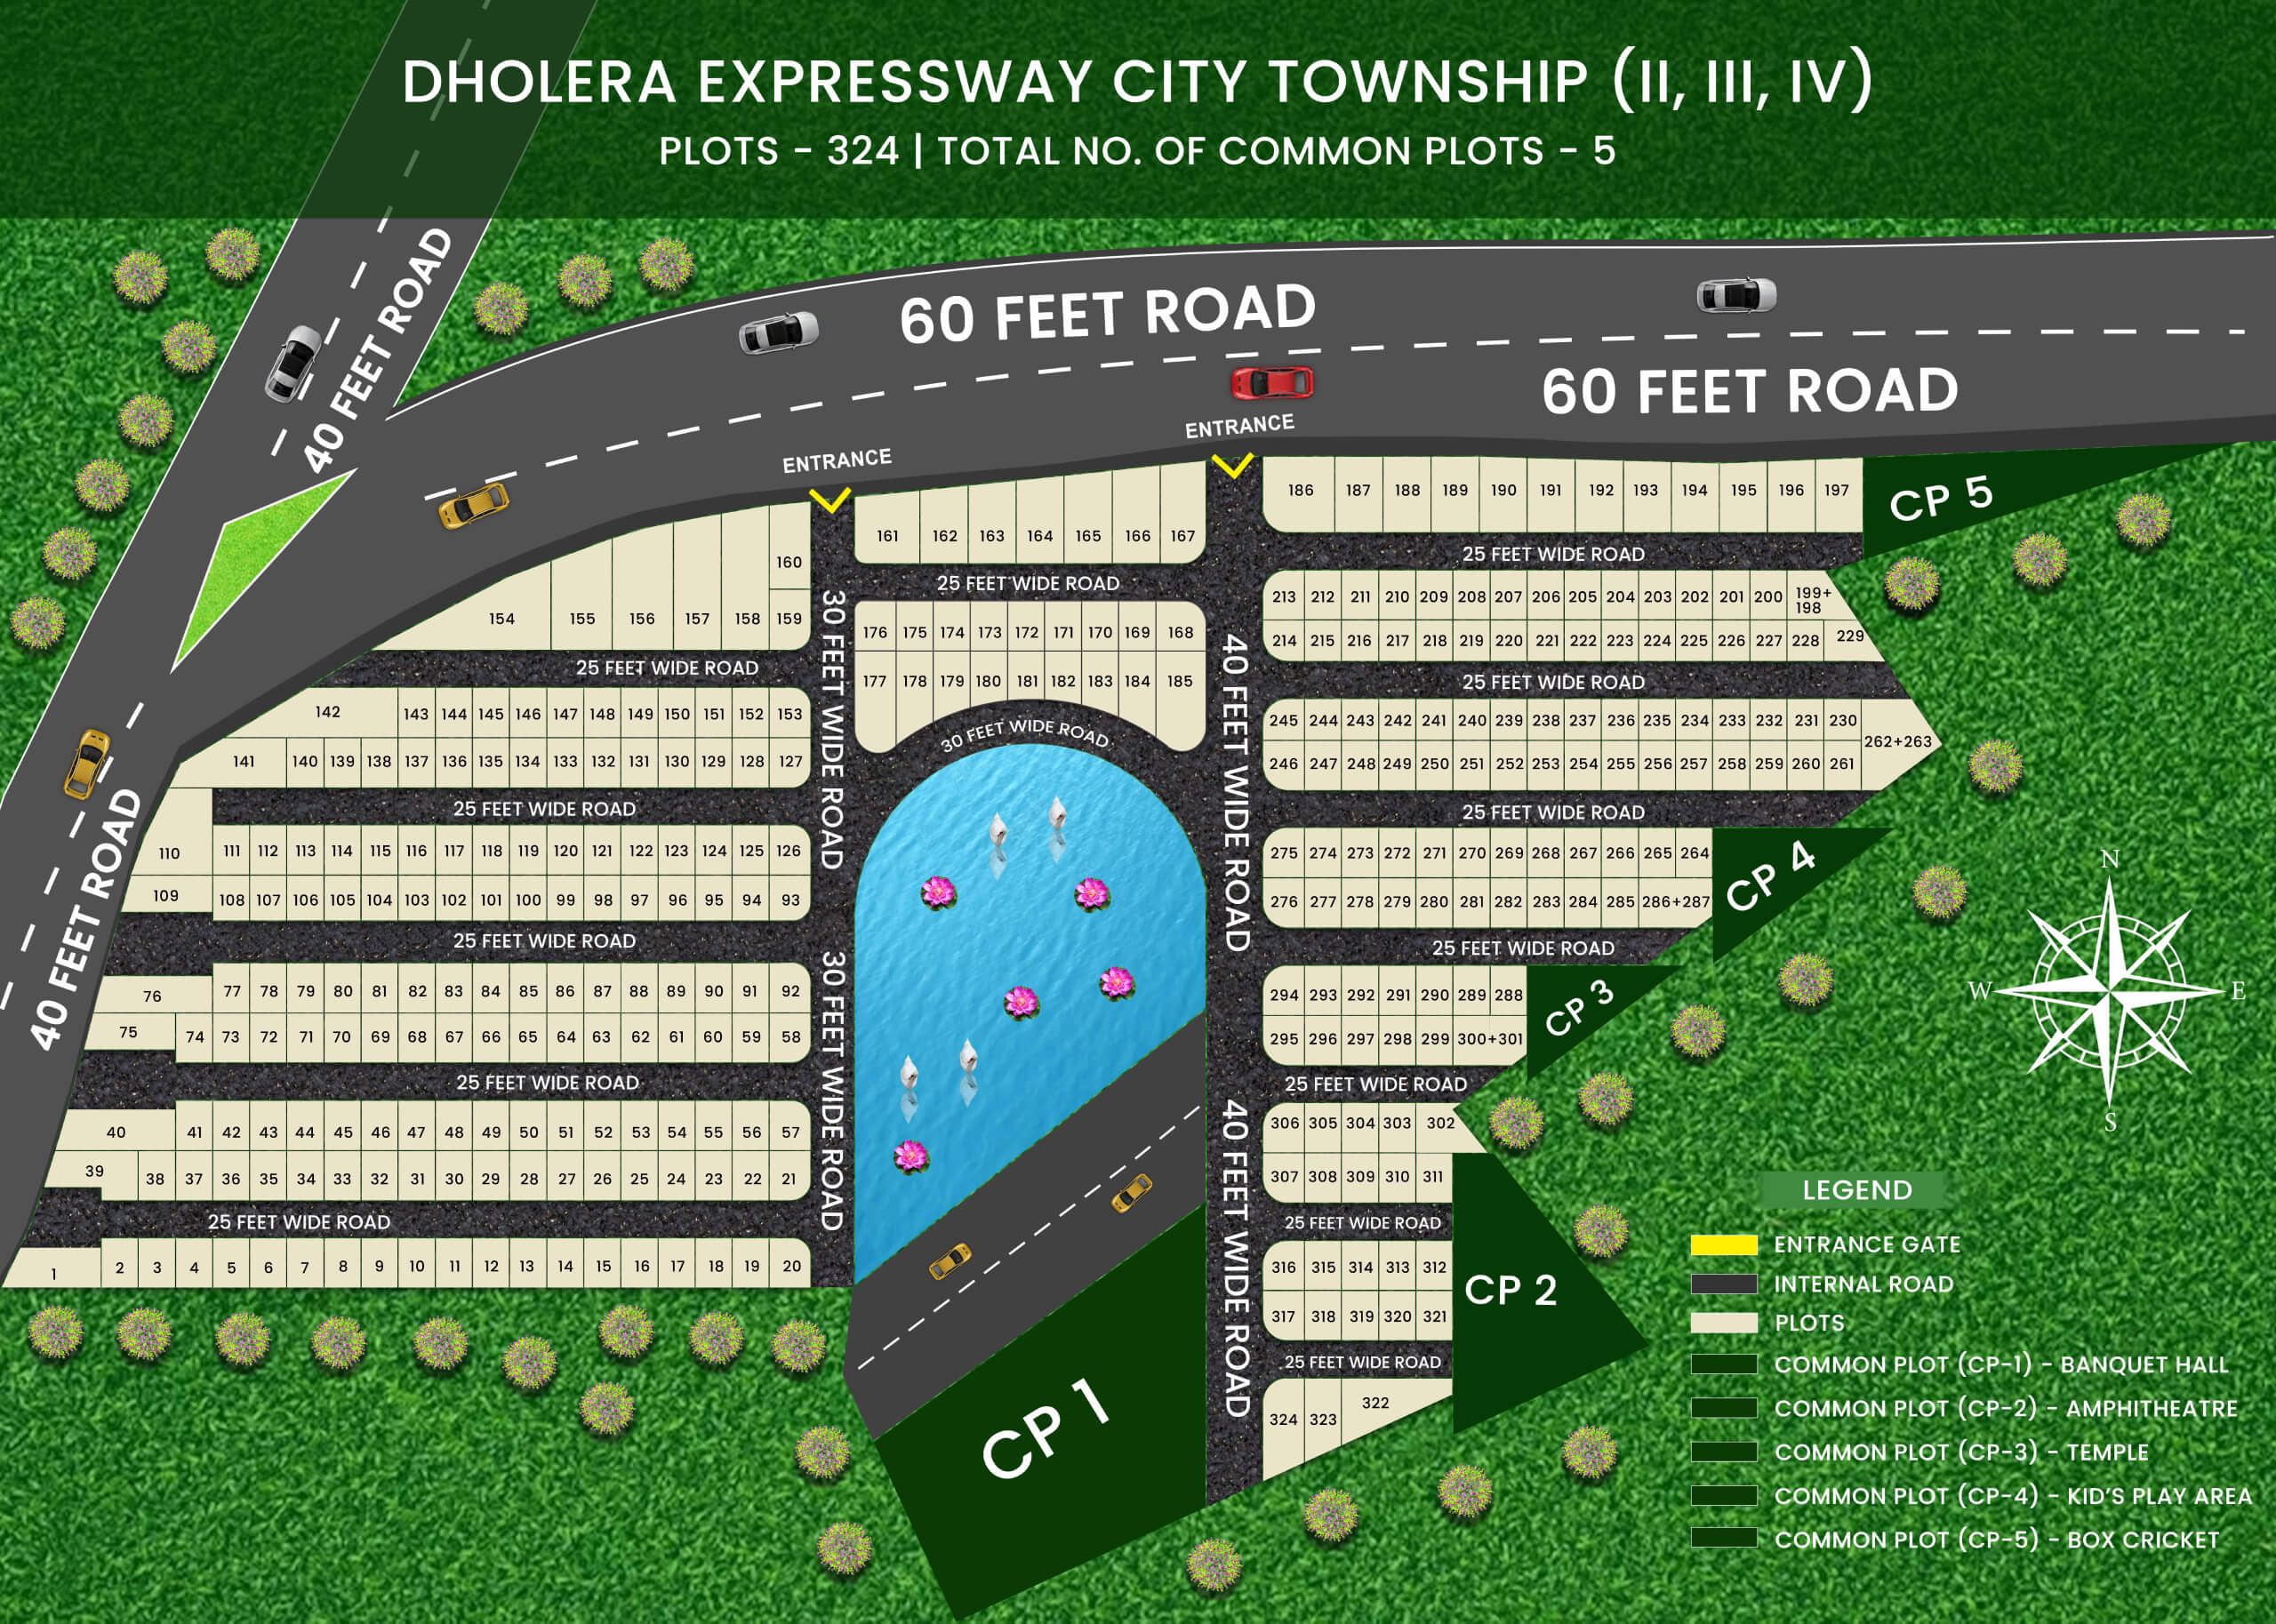 DHOLERA EXPRESSWAY CITY TOWNSHIP (II, III, IV)
PLOTS - 324 | TOTAL NO. OF COMMON PLOTS - 5
40 FEET ROAD
60 FEET ROAD
60 FEET ROAD
ENTRANCE
ENTRANCE
40 FEET ROAD
154 155 156 157 158 160
159
25 FEET WIDE ROAD
142 143 144 145 146 147 148 149 150 151 152 153
141 140 139 138 137 136 135 134 133 132 131 130 129 128 127
25 FEET WIDE ROAD
110 111 112 113 114 115 116 117 118 119 120 121 122 123 124 125 126
109 108 107 106 105 104 103 102 101 100 99 98 97 96 95 94 93
25 FEET WIDE ROAD
76 77 78 79 80 81 82 83 84 85 86 87 88 89 90 91 92
75 74 73 72 71 70 69 68 67 66 65 64 63 62 61 60 59 58
25 FEET WIDE ROAD
40 41 42 43 44 45 46 47 48 49 50 51 52 53 54 55 56 57
39 38 37 36 35 34 33 32 31 30 29 28 27 26 25 24 23 22 21
25 FEET WIDE ROAD
1 2 3 4 5 6 7 8 9 10 11 12 13 14 15 16 17 18 19 20
30 FEET WIDE ROAD
30 FEET WIDE ROAD
161 162 163 164 165 166 167
25 FEET WIDE ROAD
176 175 174 173 172 171 170 169 168
177 178 179 180 181 182 183 184 185
30 FEET WIDE ROAD
CP 1
40 FEET WIDE ROAD
40 FEET WIDE ROAD
186 187 188 189 190 191 192 193 194 195 196 197
CP 5
25 FEET WIDE ROAD
213 212 211 210 209 208 207 206 205 204 203 202 201 200 199+
198
214 215 216 217 218 219 220 221 222 223 224 225 226 227 228 229
25 FEET WIDE ROAD
245 244 243 242 241 240 239 238 237 236 235 234 233 232 231 230
262+263
246 247 248 249 250 251 252 253 254 255 256 257 258 259 260 261
25 FEET WIDE ROAD
275 274 273 272 271 270 269 268 267 266 265 264
CP 4
276 277 278 279 280 281 282 283 284 285 286+287
25 FEET WIDE ROAD
294 293 292 291 290 289 288
CP 3
295 296 297 298 299 300+301
25 FEET WIDE ROAD
306 305 304 303 302
307 308 309 310 311
25 FEET WIDE ROAD
316 315 314 313 312
CP 2
317 318 319 320 321
25 FEET WIDE ROAD
324 323 322
N
W
E
S
LEGEND
ENTRANCE GATE
INTERNAL ROAD
PLOTS
COMMON PLOT (CP-1) - BANQUET HALL
COMMON PLOT (CP-2) - AMPHITHEATRE
COMMON PLOT (CP-3) - TEMPLE
COMMON PLOT (CP-4) - KID'S PLAY AREA
COMMON PLOT (CP-5) - BOX CRICKET